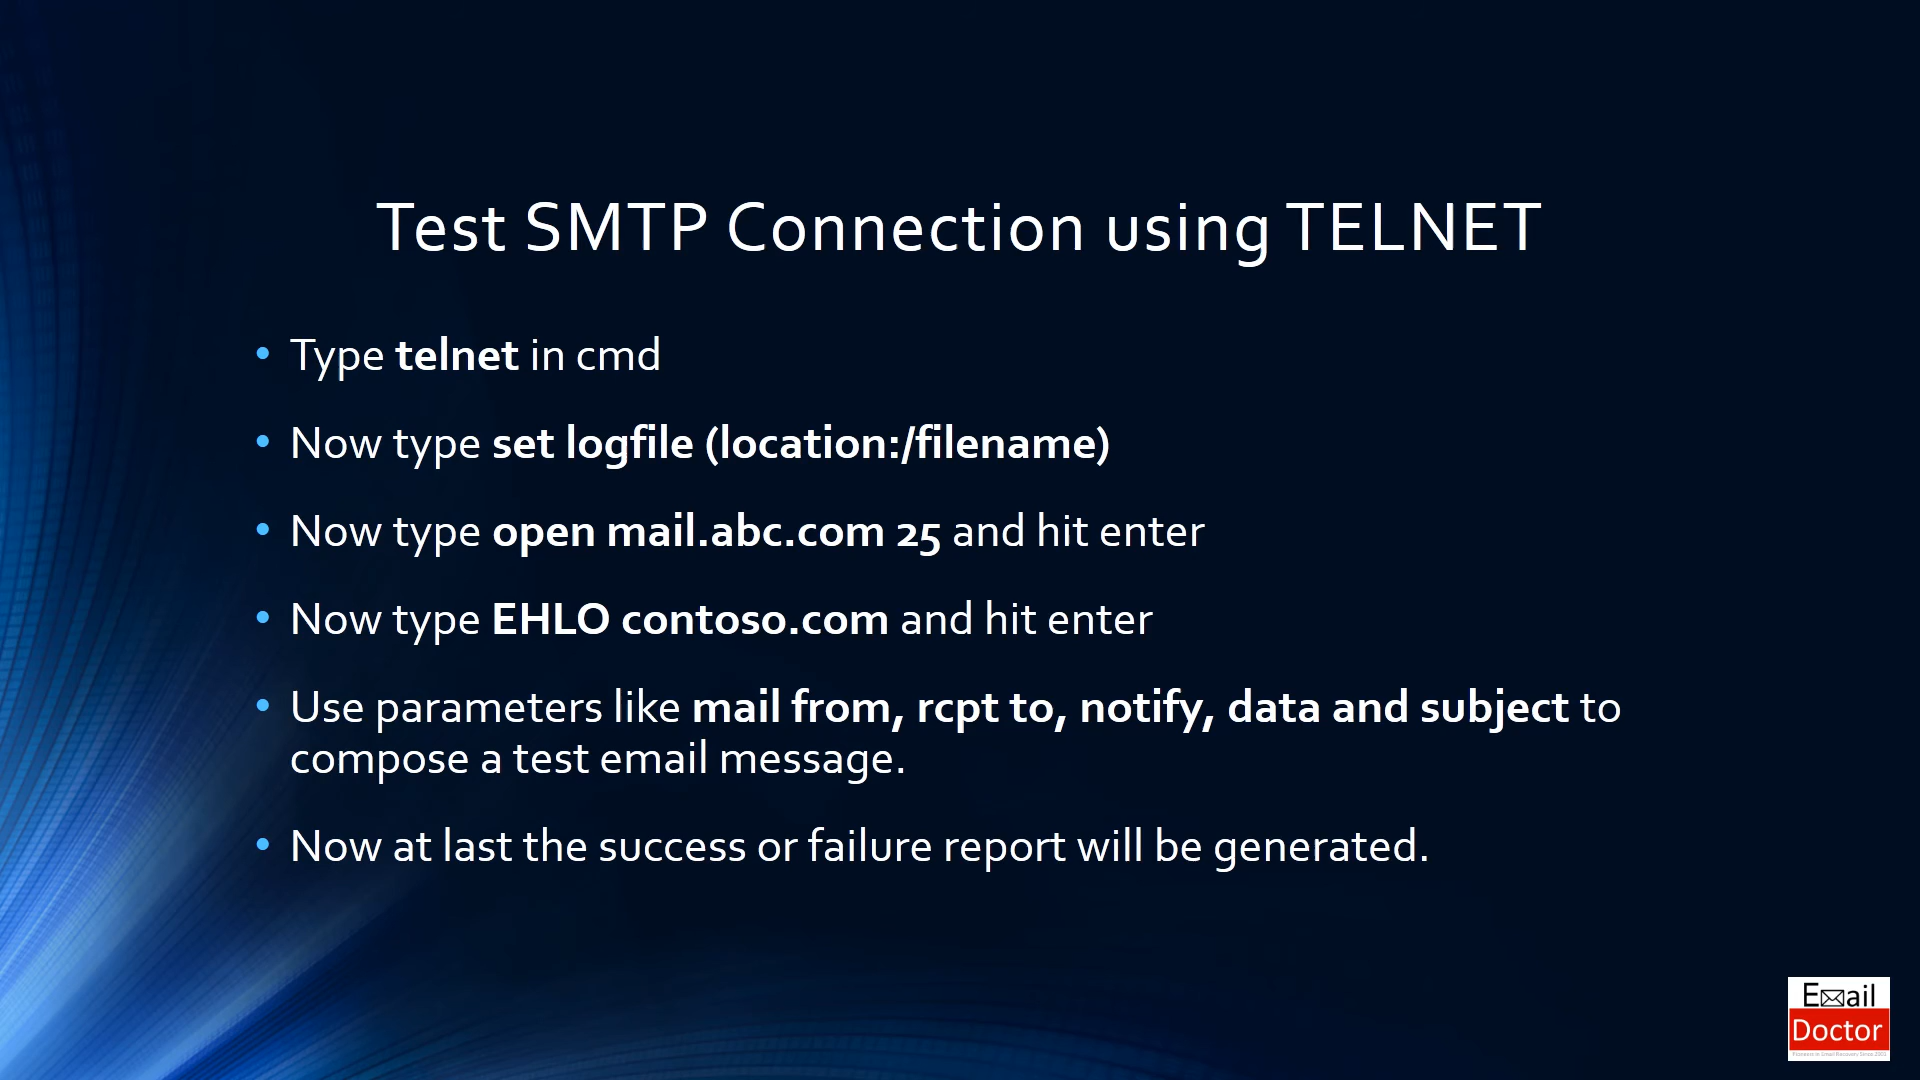 Test SMTP Connection using TELNET
• Type telnet in cmd
• Now type set logfile (location:/filename)
• Now type open mail.abc.com 25 and hit enter
• Now type EHLO contoso.com and hit enter
• Use parameters like mail from, rcpt to, notify, data and subject to
compose a test email message.
• Now at last the success or failure report will be generated.
Email
Doctor